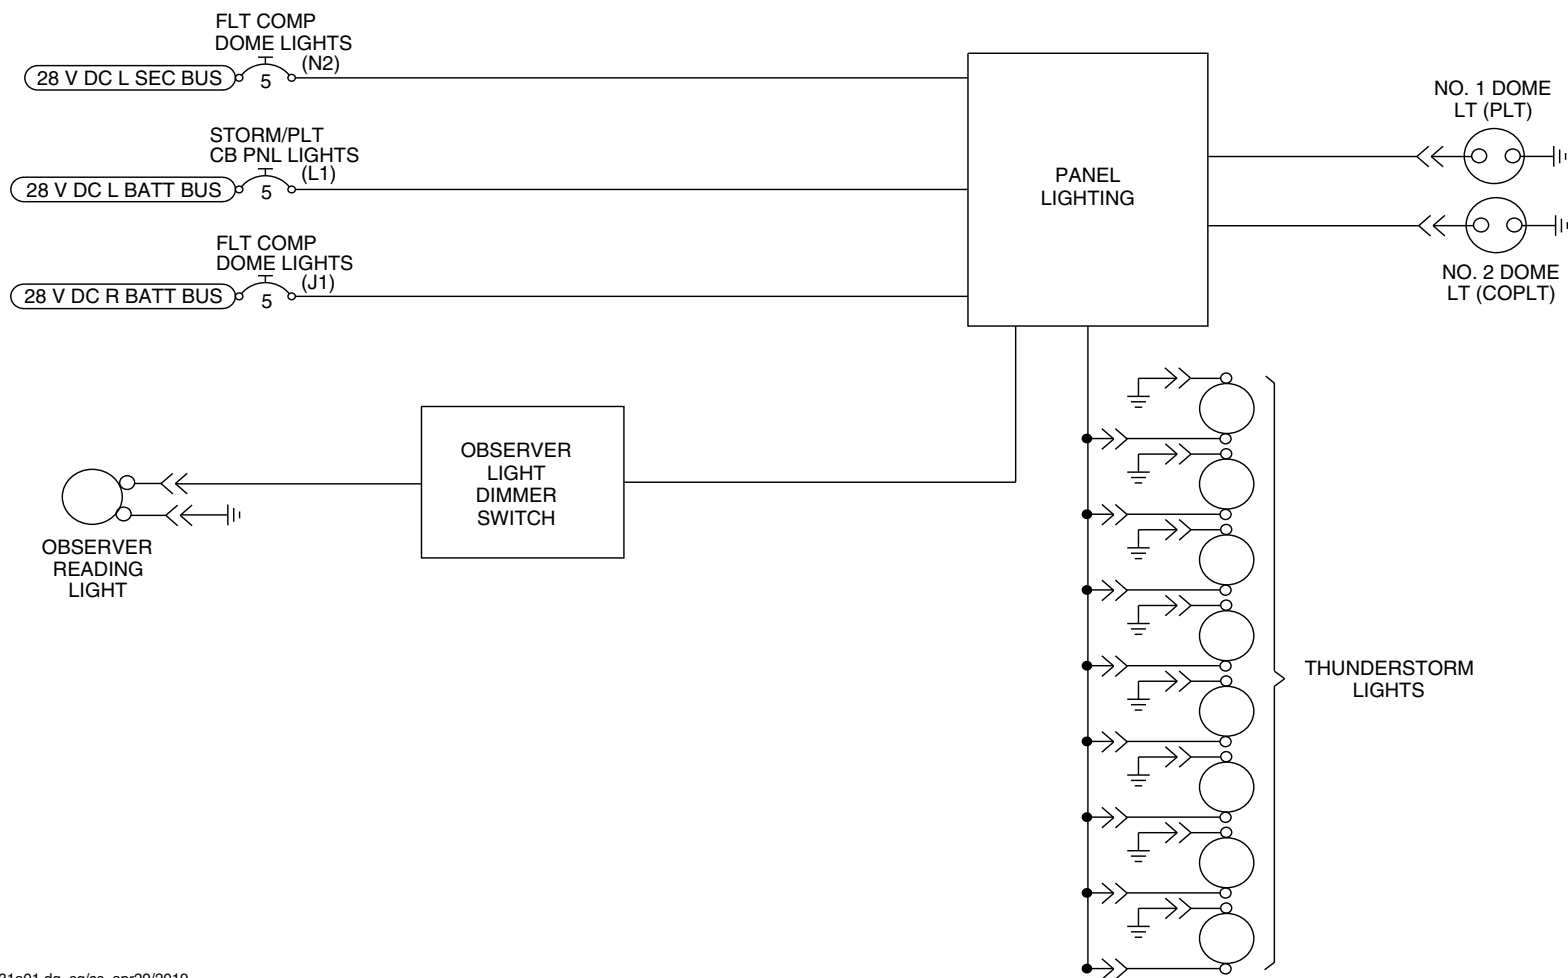 FLT COMP
DOME LIGHTS
(N2)
28 V DC L SEC BUS
5
STORM/PLT
CB PNL LIGHTS
(L1)
28 V DC L BATT BUS
5
FLT COMP
DOME LIGHTS
(J1)
28 V DC R BATT BUS
5
PANEL
LIGHTING
NO. 1 DOME
LT (PLT)
NO. 2 DOME
LT (COPLT)
OBSERVER
LIGHT
DIMMER
SWITCH
OBSERVER
READING
LIGHT
THUNDERSTORM
LIGHTS